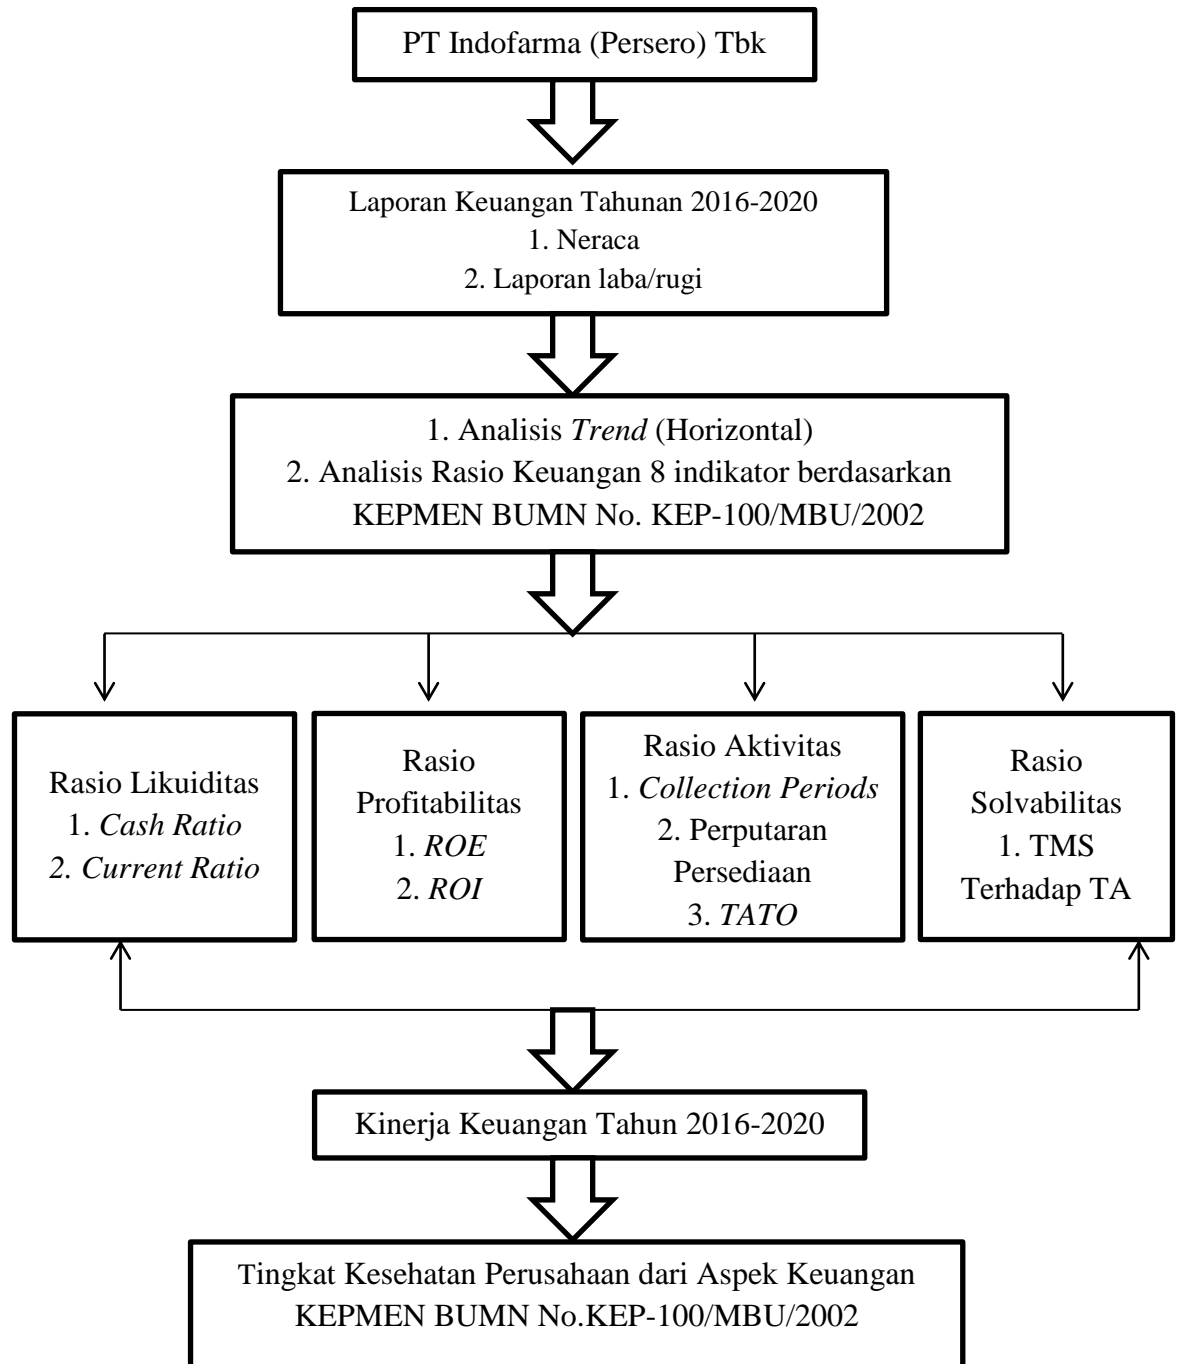 PT Indofarma (Persero) Tbk
Laporan Keuangan Tahunan 2016-2020
1. Neraca
2. Laporan laba/rugi
1. Analisis Trend (Horizontal)
2. Analisis Rasio Keuangan 8 indikator berdasarkan
KEPMEN BUMN No. KEP-100/MBU/2002
Rasio Likuiditas
1. Cash Ratio
2. Current Ratio
Rasio
Profitabilitas
1. ROE
2. ROI
Rasio Aktivitas
1. Collection Periods
2. Perputaran
Persediaan
3. TATO
Rasio
Solvabilitas
1. TMS
Terhadap TA
Kinerja Keuangan Tahun 2016-2020
Tingkat Kesehatan Perusahaan dari Aspek Keuangan
KEPMEN BUMN No.KEP-100/MBU/2002